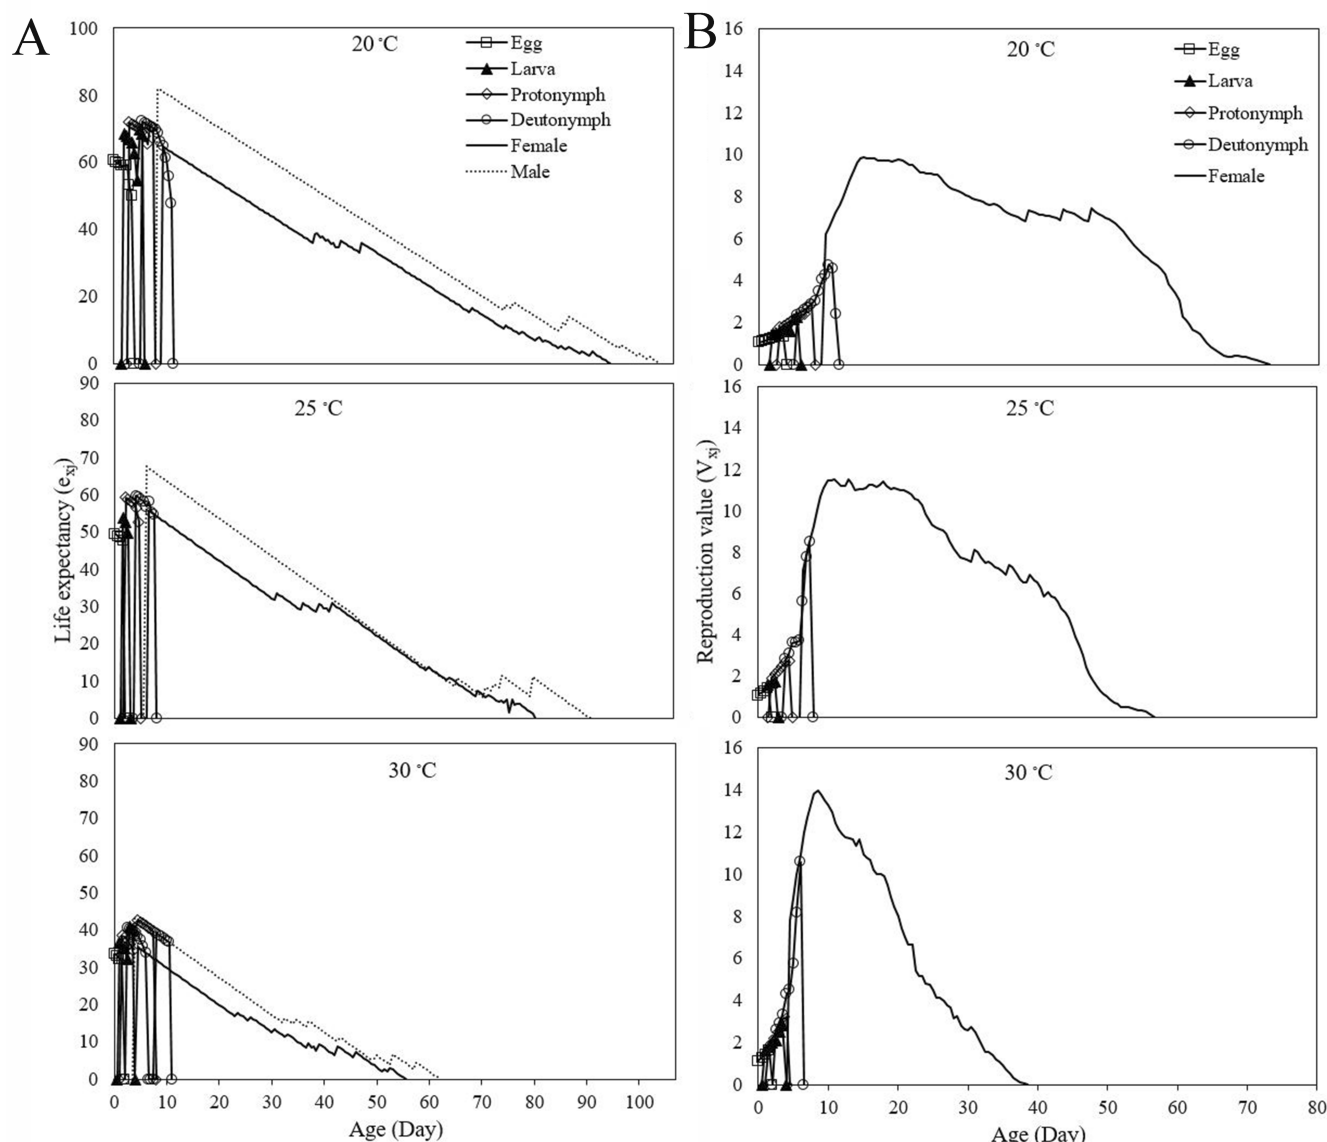 A
100
80
60
40
20
0
20 °C
Egg
Larva
Protonymph
Deutonymph
Female
Male
90
80
70
60
50
40
30
20
10
0
25 °C
Life expectancy (exj)
90
80
70
60
50
40
30
20
10
0
30 °C
0 10 20 30 40 50 60 70 80 90 100
Age (Day)
B
16
14
12
10
8
6
4
2
0
20 °C
Egg
Larva
Protonymph
Deutonymph
Female
16
14
12
10
8
6
4
2
0
25 °C
Reproduction value (Vxj)
16
14
12
10
8
6
4
2
0
30 °C
0 10 20 30 40 50 60 70 80
Age (Day)